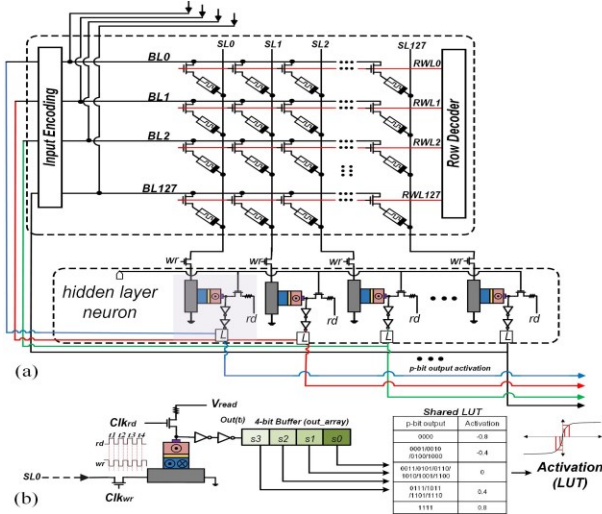 SL0 SL1 SL2 SL127
BL0 RWL0
BL1 RWL1
BL2 RWL2
BL127 RWL127
Input Encoding
Row Decoder
wr wr wr wr
hidden layer
neuron
rd rd rd rd
L L L L
p-bit output activation
(a)
Vread
Clkrd
Out(t) 4-bit Buffer (out_array)
s3 s2 s1 s0
t1 t2 t3 t4
rd
wr
SL0
Clkwr
(b)
Shared LUT
p-bit output Activation
0000 -0.8
0001/0010 -0.4
/0100/1000
0011/0101/0110/ 0
1010/1001/1100
0111/1011 0.4
/1101/1110
1111 0.8
Activation
(LUT)